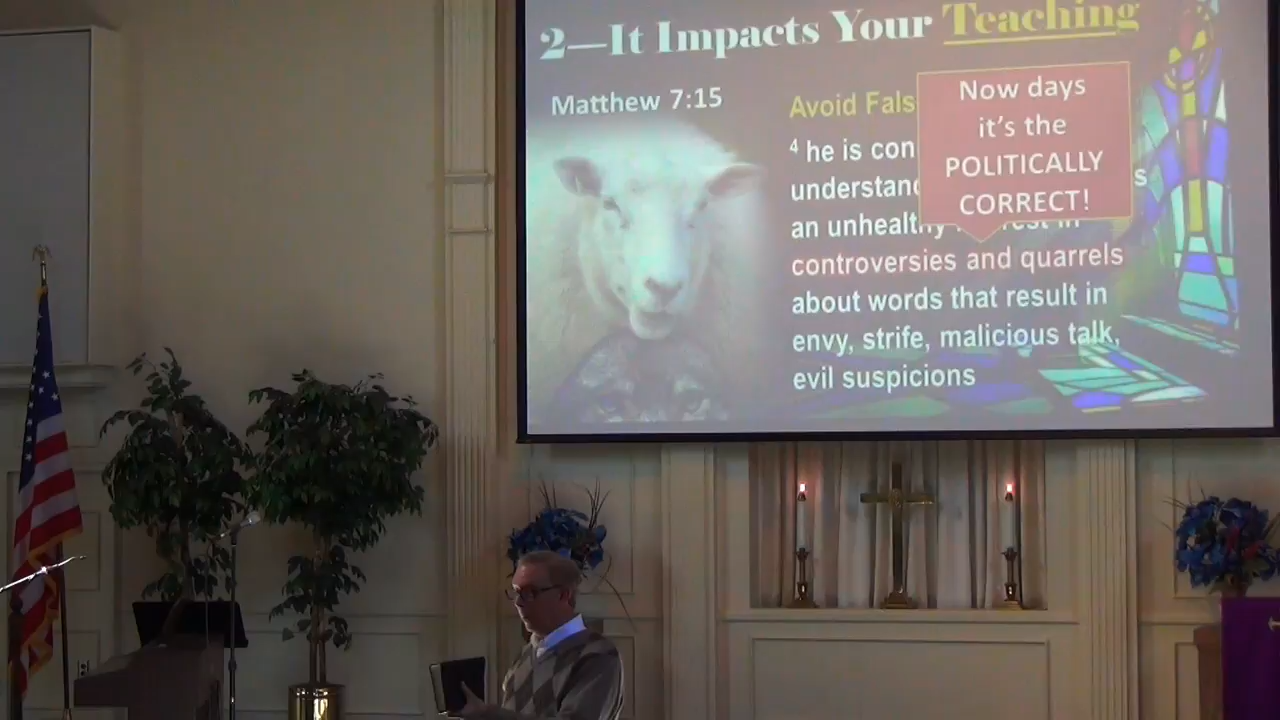 2—It Impacts Your Teaching
Matthew 7:15
Avoid Fals
Now days
it's the
POLITICALLY
CORRECT!
4 he is con
understand s
an unhealthy in
controversies and quarrels
about words that result in
envy, strife, malicious talk,
evil suspicions